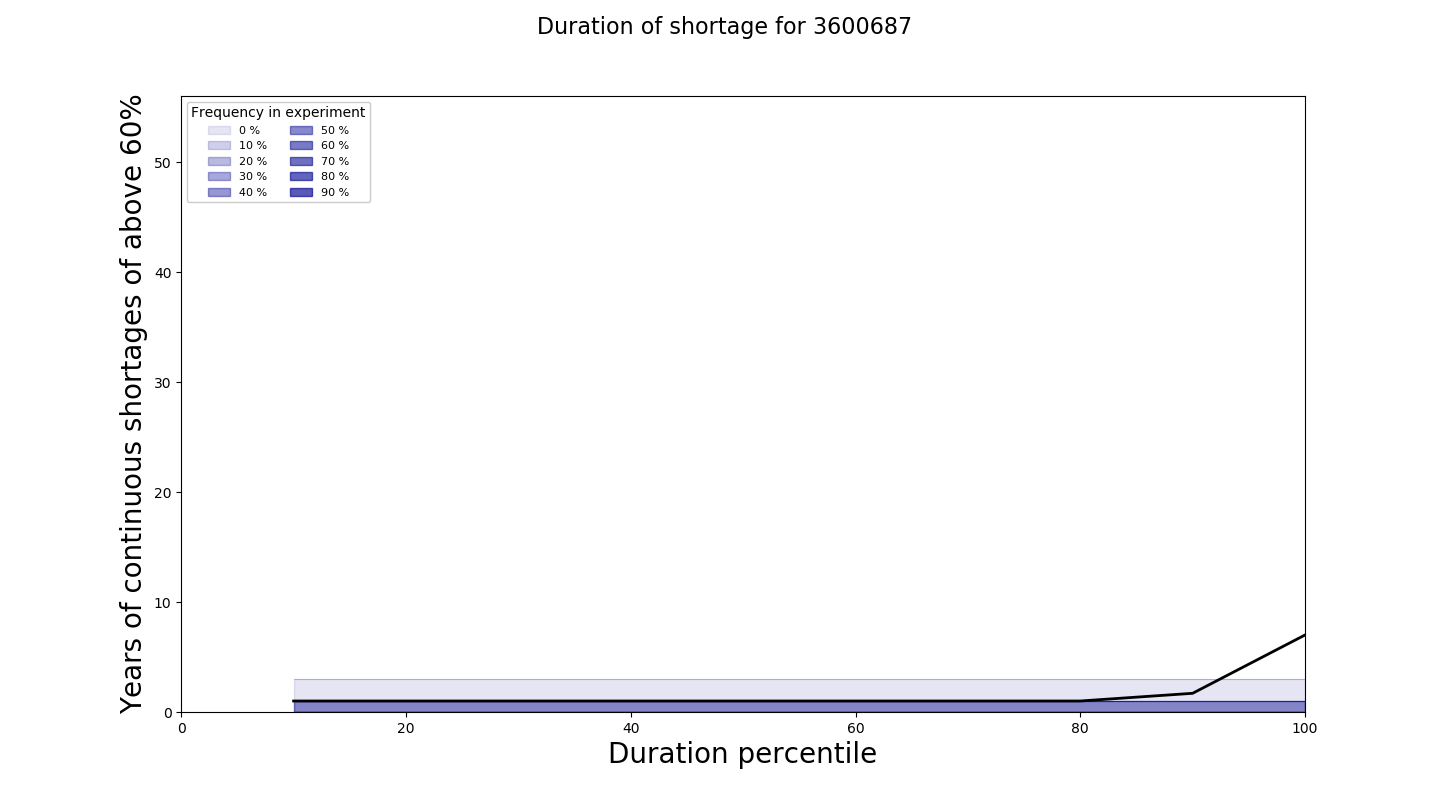 Duration of shortage for 3600687
Years of continuous shortages of above 60%
Frequency in experiment
0 % 50 %
10 % 60 %
20 % 70 %
30 % 80 %
40 % 90 %
50
40
30
20
10
0
0 20 40 60 80 100
Duration percentile